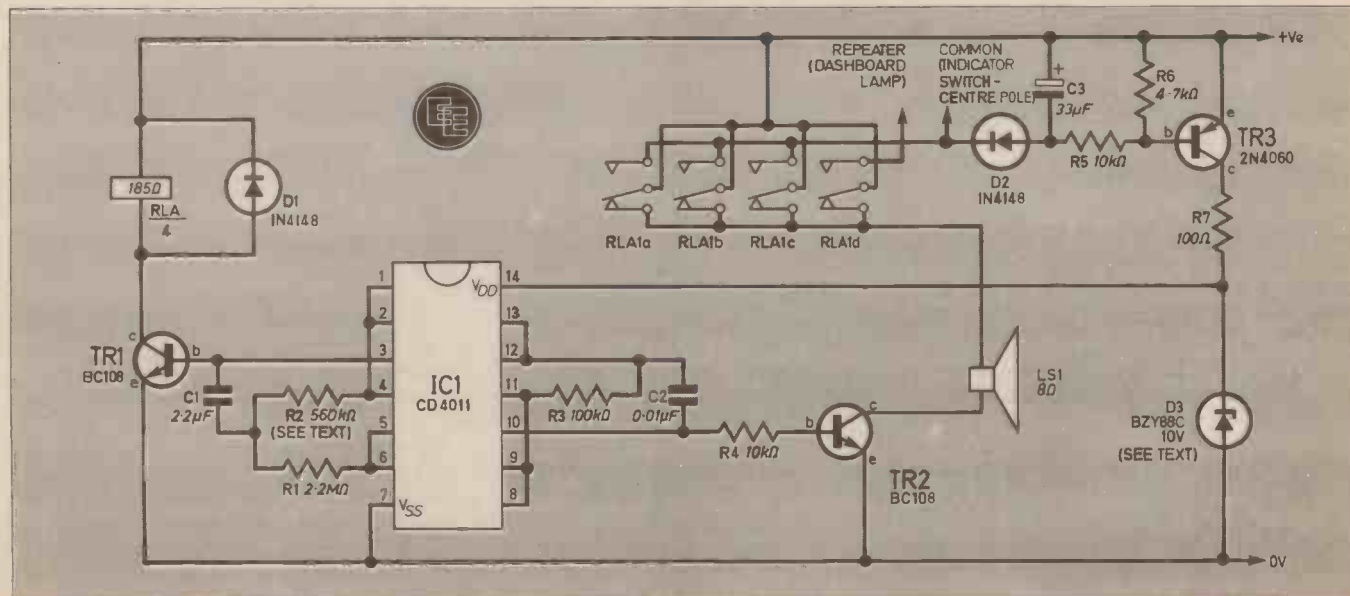 REPEATER
(DASHBOARD
LAMP)
COMMON
(INDICATOR
SWITCH -
CENTRE POLE)
+Ve
+
C3
33µF
R6
4·7kΩ
e
b
c
TR3
2N4060
R5 10kΩ
D2
1N4148
R7
100Ω
EE
185Ω
RLA
4
D1
1N4148
RLA1a
RLA1b
RLA1c
RLA1d
1
2
3
4
5
6
7
VDD
VSS
14
13
12
11
10
9
8
IC1
CD4011
c
b
e
TR1
BC108
C1
2·2µF
R2 560kΩ
(SEE TEXT)
R1 2·2MΩ
R3 100kΩ
C2
0·01µF
R4 10kΩ
b
c
e
TR2
BC108
LS1
8Ω
D3
BZY88C
10V
(SEE TEXT)
0V